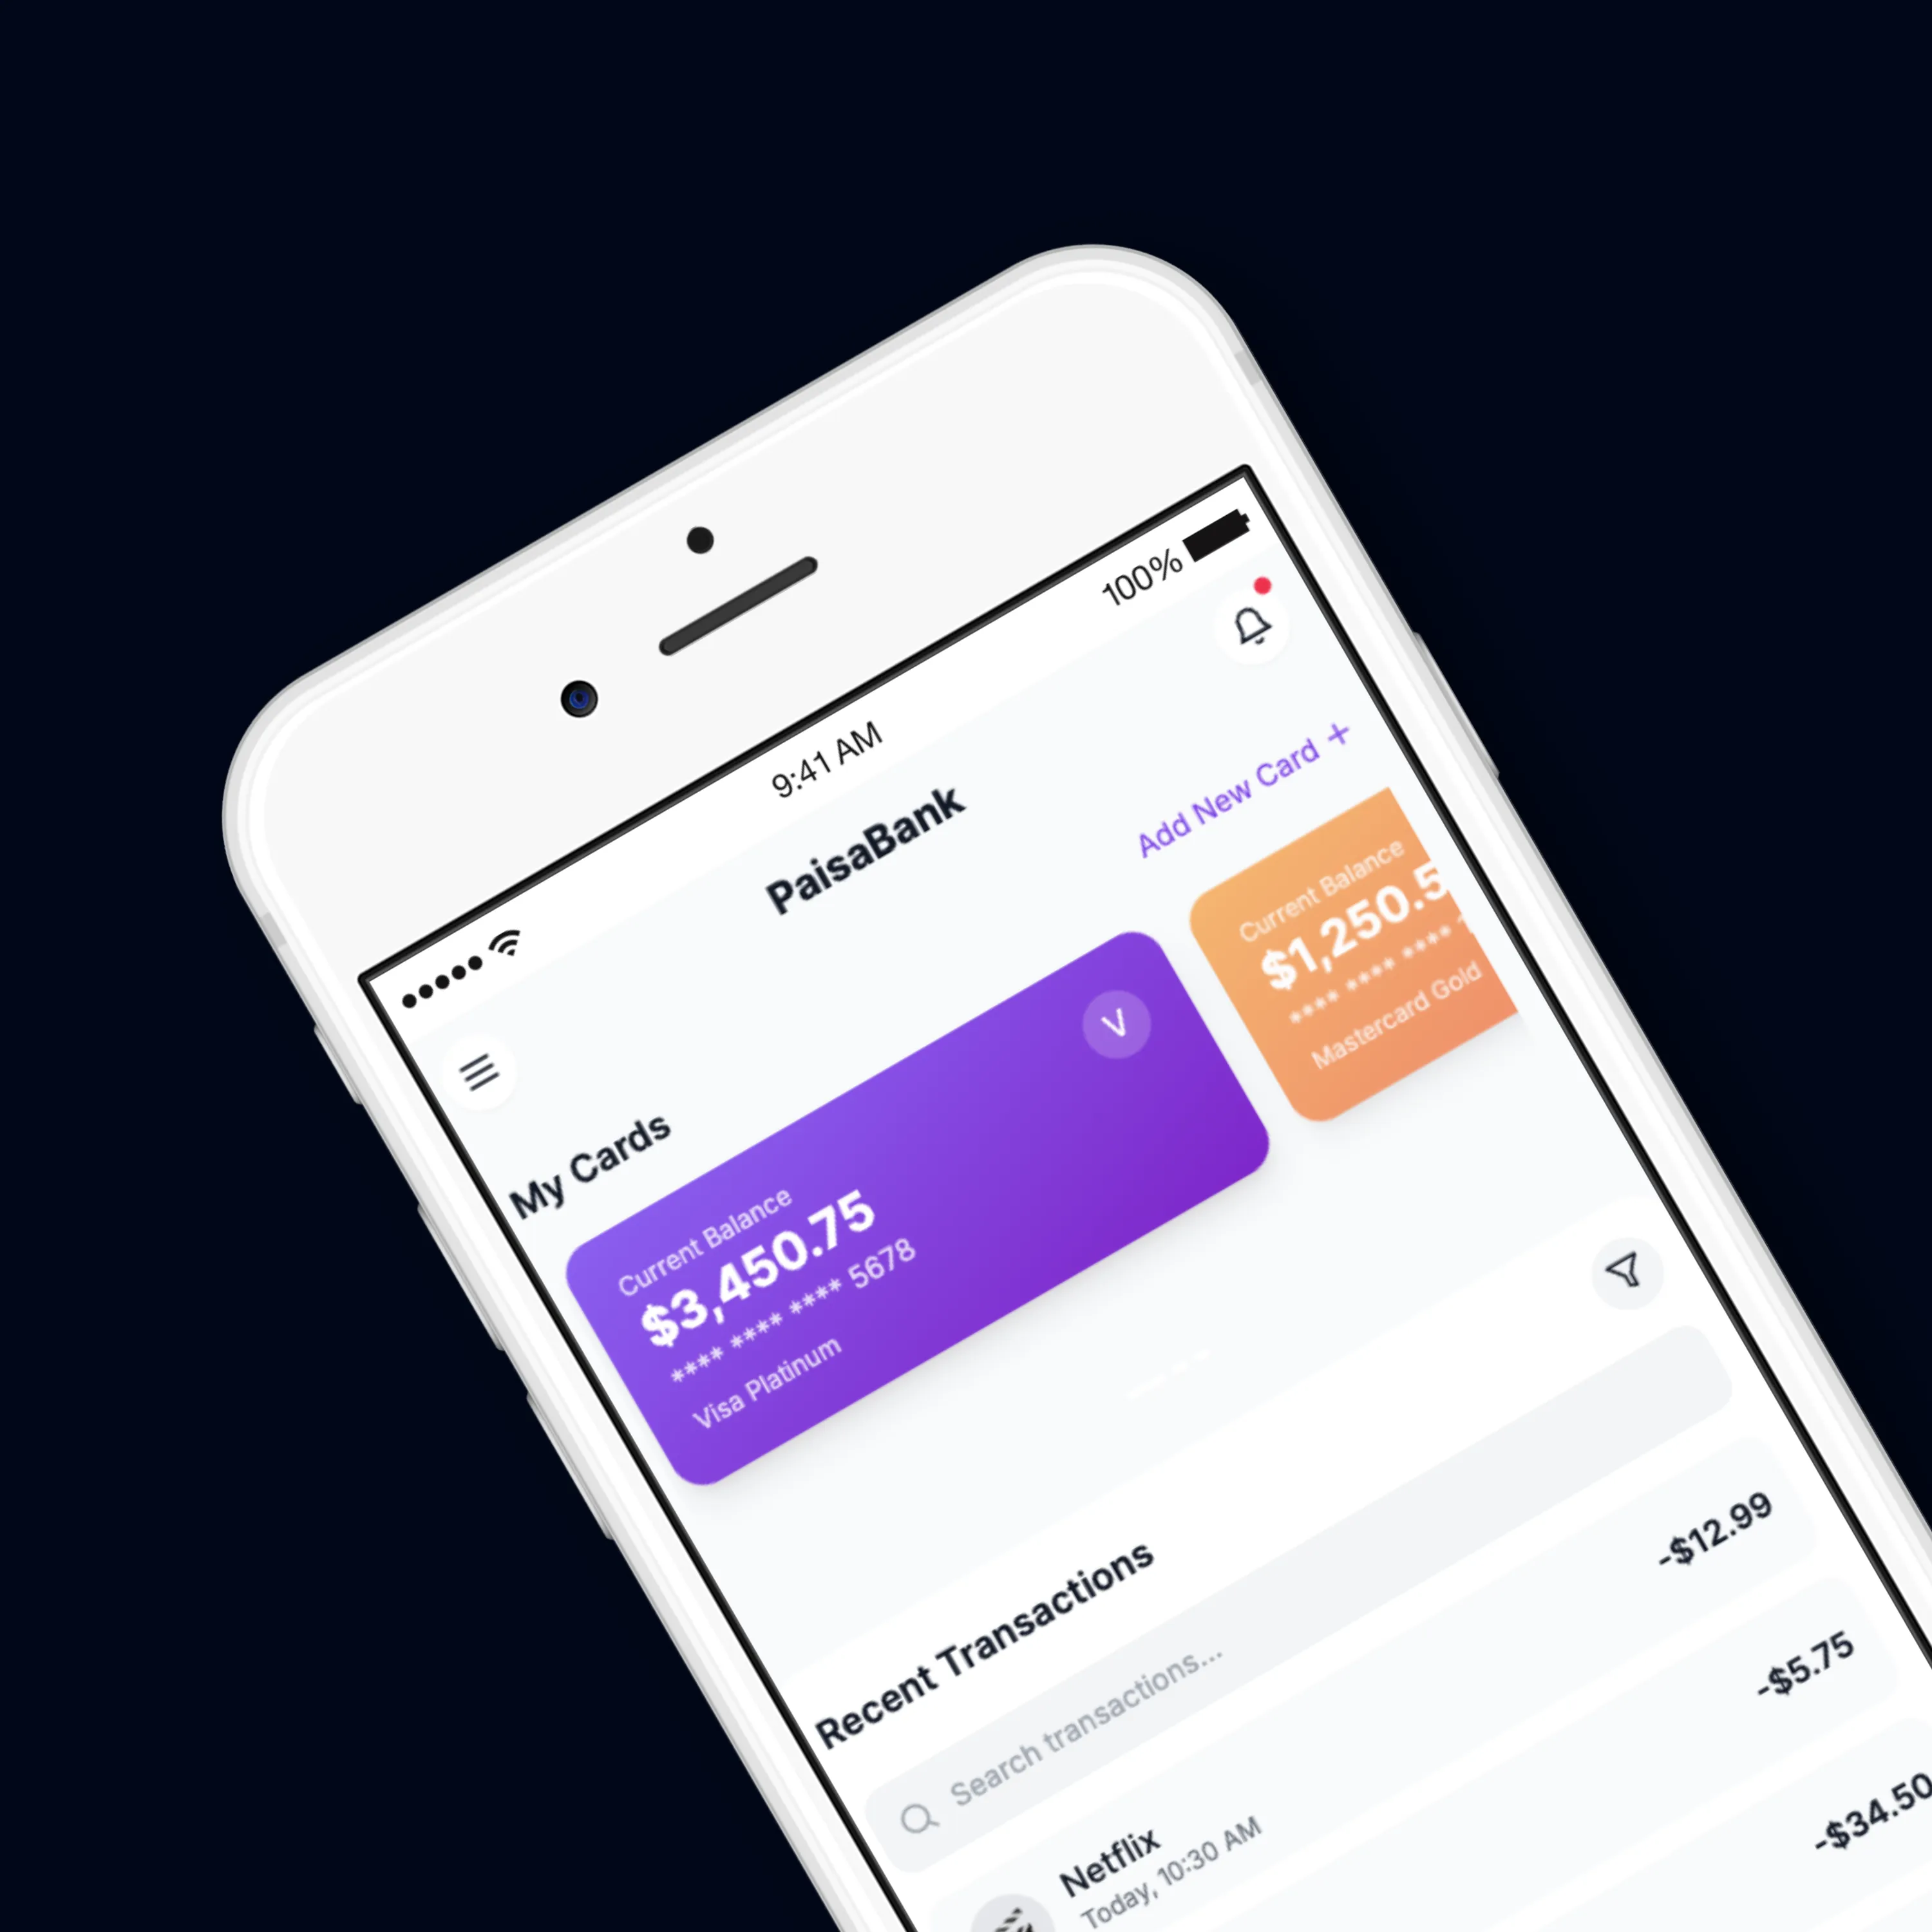 9:41 AM
100%
PaisaBank
My Cards
Add New Card +
Current Balance
$3,450.75
**** **** **** 5678
Visa Platinum
V
Current Balance
$1,250.5
**** **** ****
Mastercard Gold
Recent Transactions
Search transactions...
Netflix
Today, 10:30 AM
-$12.99
-$5.75
-$34.50